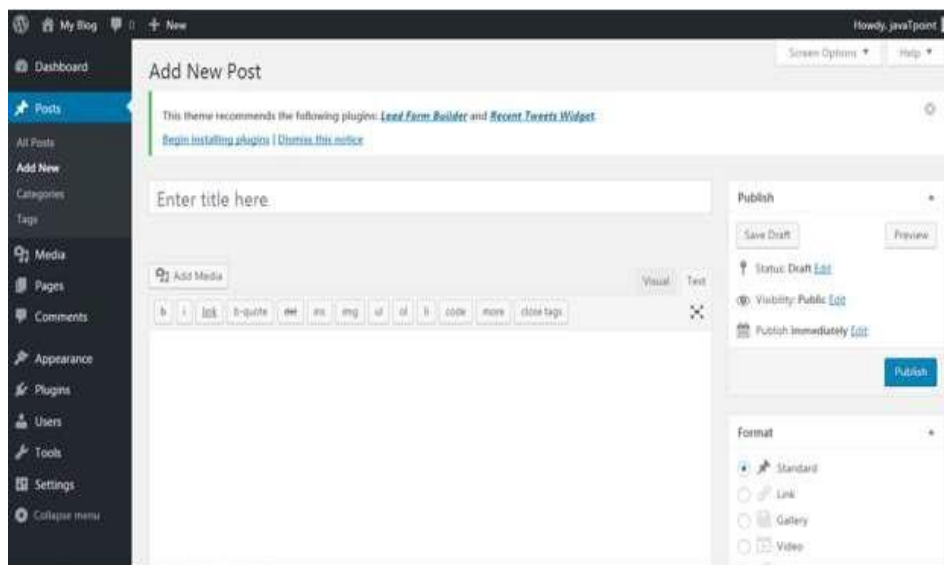 My Blog 0 + New Howdy, javaTpoint
Screen Options Help
Dashboard
Posts
All Posts
Add New
Categories
Tags
Media
Pages
Comments
Appearance
Plugins
Users
Tools
Settings
Collapse menu
Add New Post
This theme recommends the following plugins: Lead Form Builder and Recent Tweets Widget.
Begin installing plugins | Dismiss this notice
Enter title here
Add Media
Visual Text
b i link b-quote del ins img ul ol li code more close tags
Publish
Save Draft Preview
Status: Draft Edit
Visibility: Public Edit
Publish immediately Edit
Publish
Format
Standard
Link
Gallery
Video